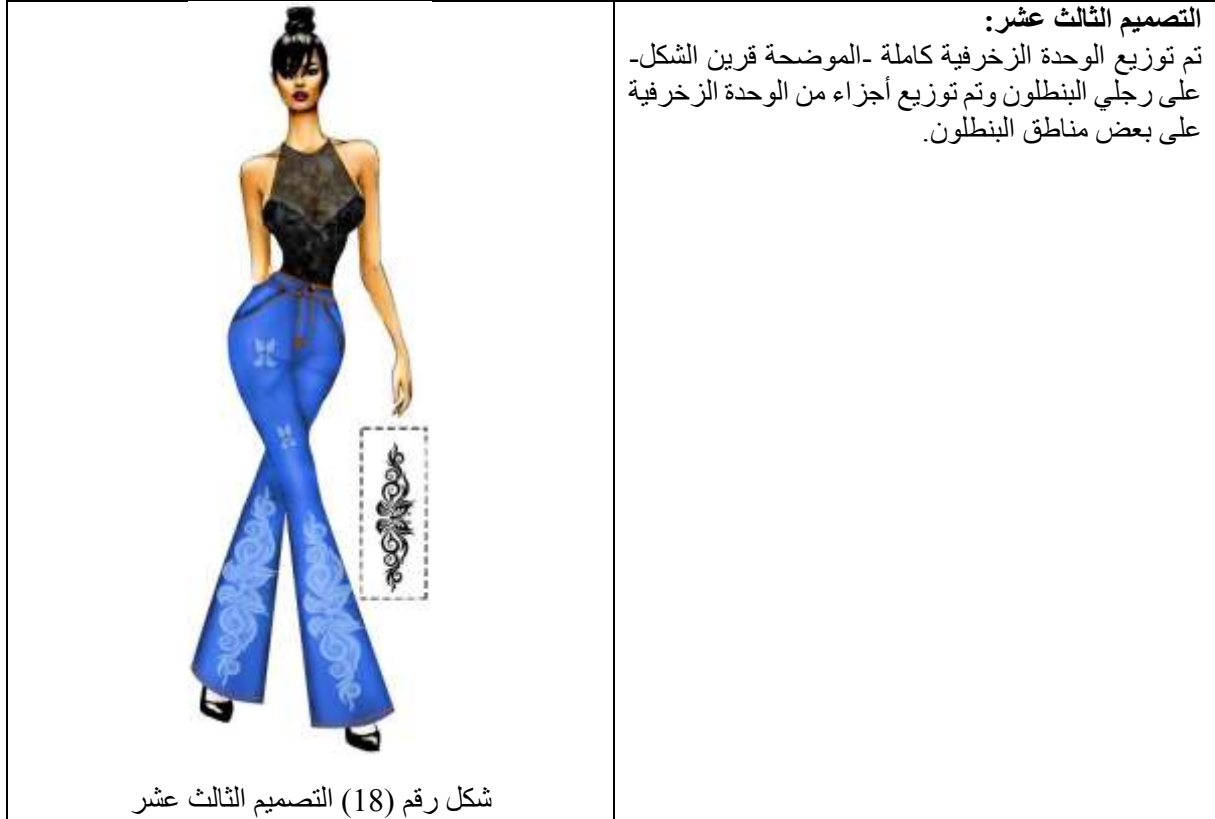 التصميم الثالث عشر:
تم توزيع الوحدة الزخرفية كاملة -الموضحة قرين الشكل-
على رجلي البنطلون وتم توزيع أجزاء من الوحدة الزخرفية
على بعض مناطق البنطلون.
شكل رقم (18) التصميم الثالث عشر